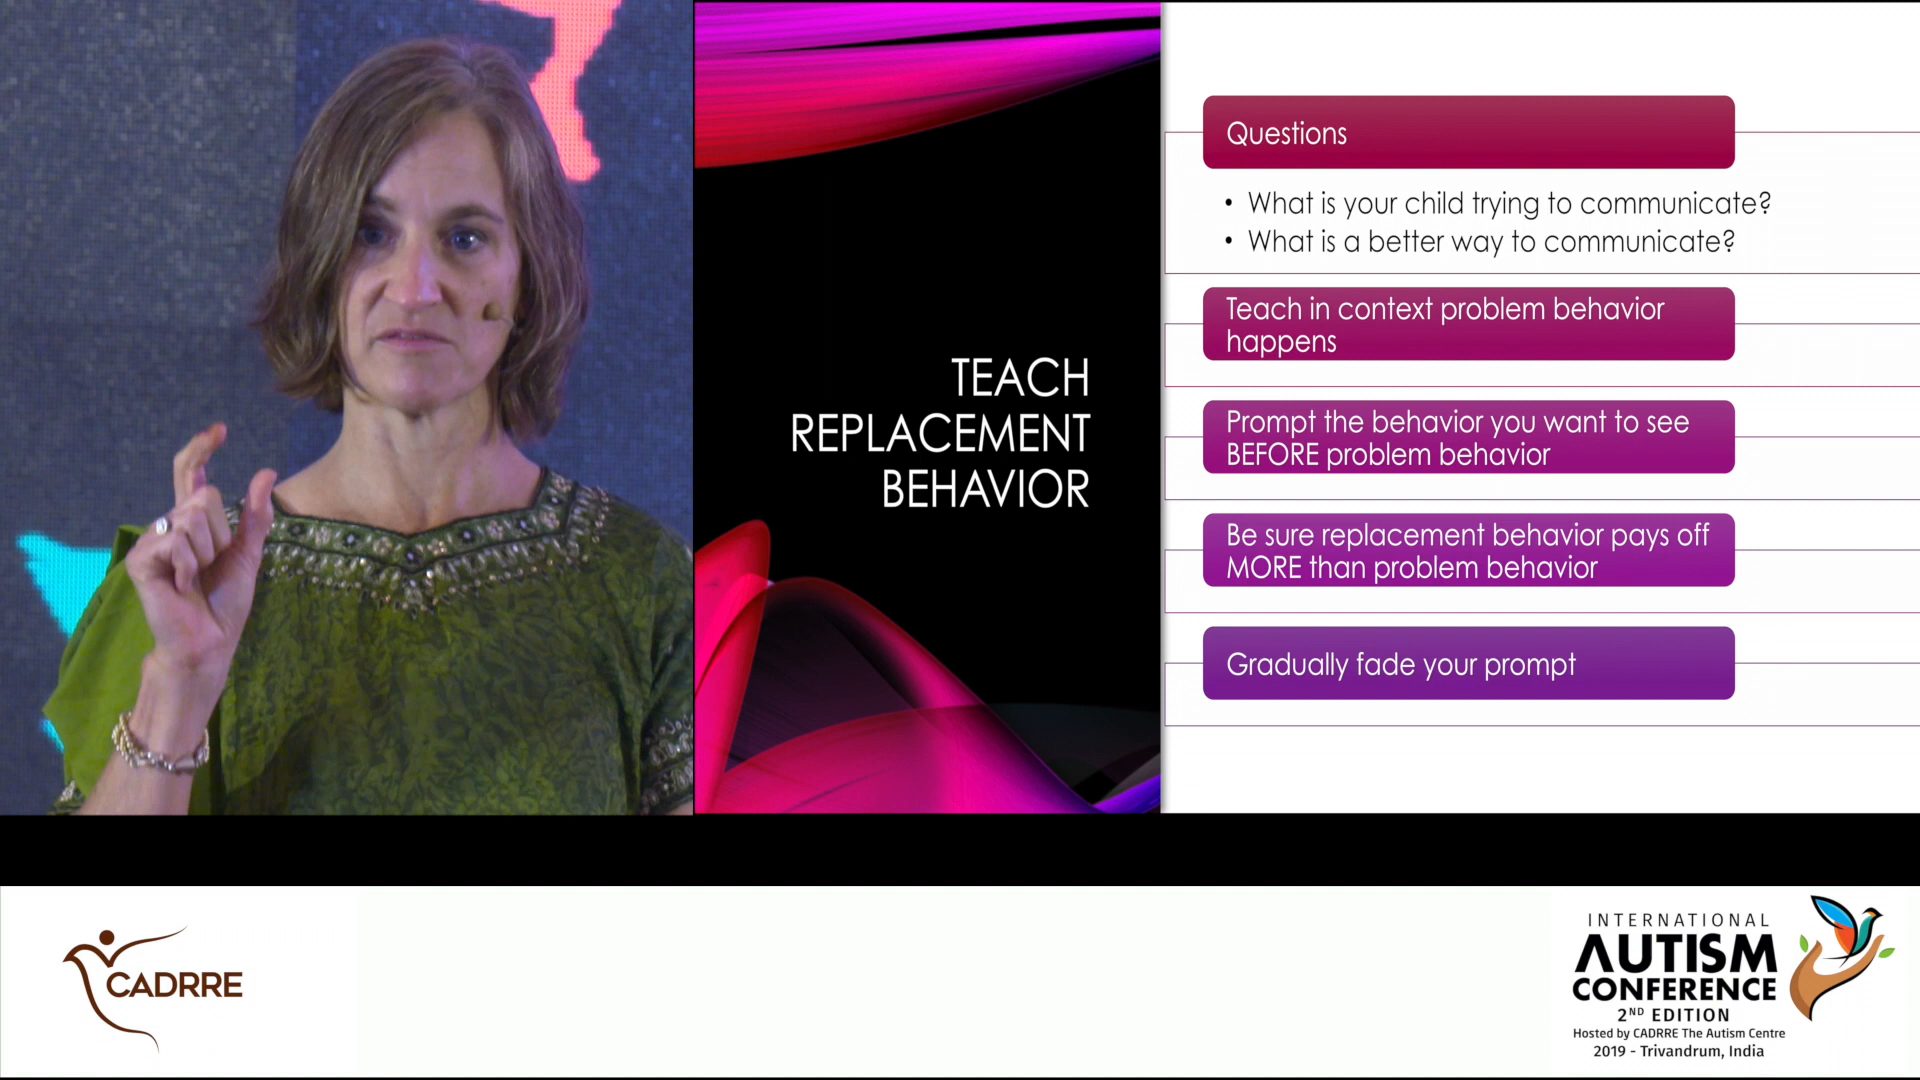 TEACH
REPLACEMENT
BEHAVIOR
Questions
• What is your child trying to communicate?
• What is a better way to communicate?
Teach in context problem behavior
happens
Prompt the behavior you want to see
BEFORE problem behavior
Be sure replacement behavior pays off
MORE than problem behavior
Gradually fade your prompt
CADRRE
INTERNATIONAL
AUTISM
CONFERENCE
2ND EDITION
Hosted by CADRRE The Autism Centre
2019 - Trivandrum, India